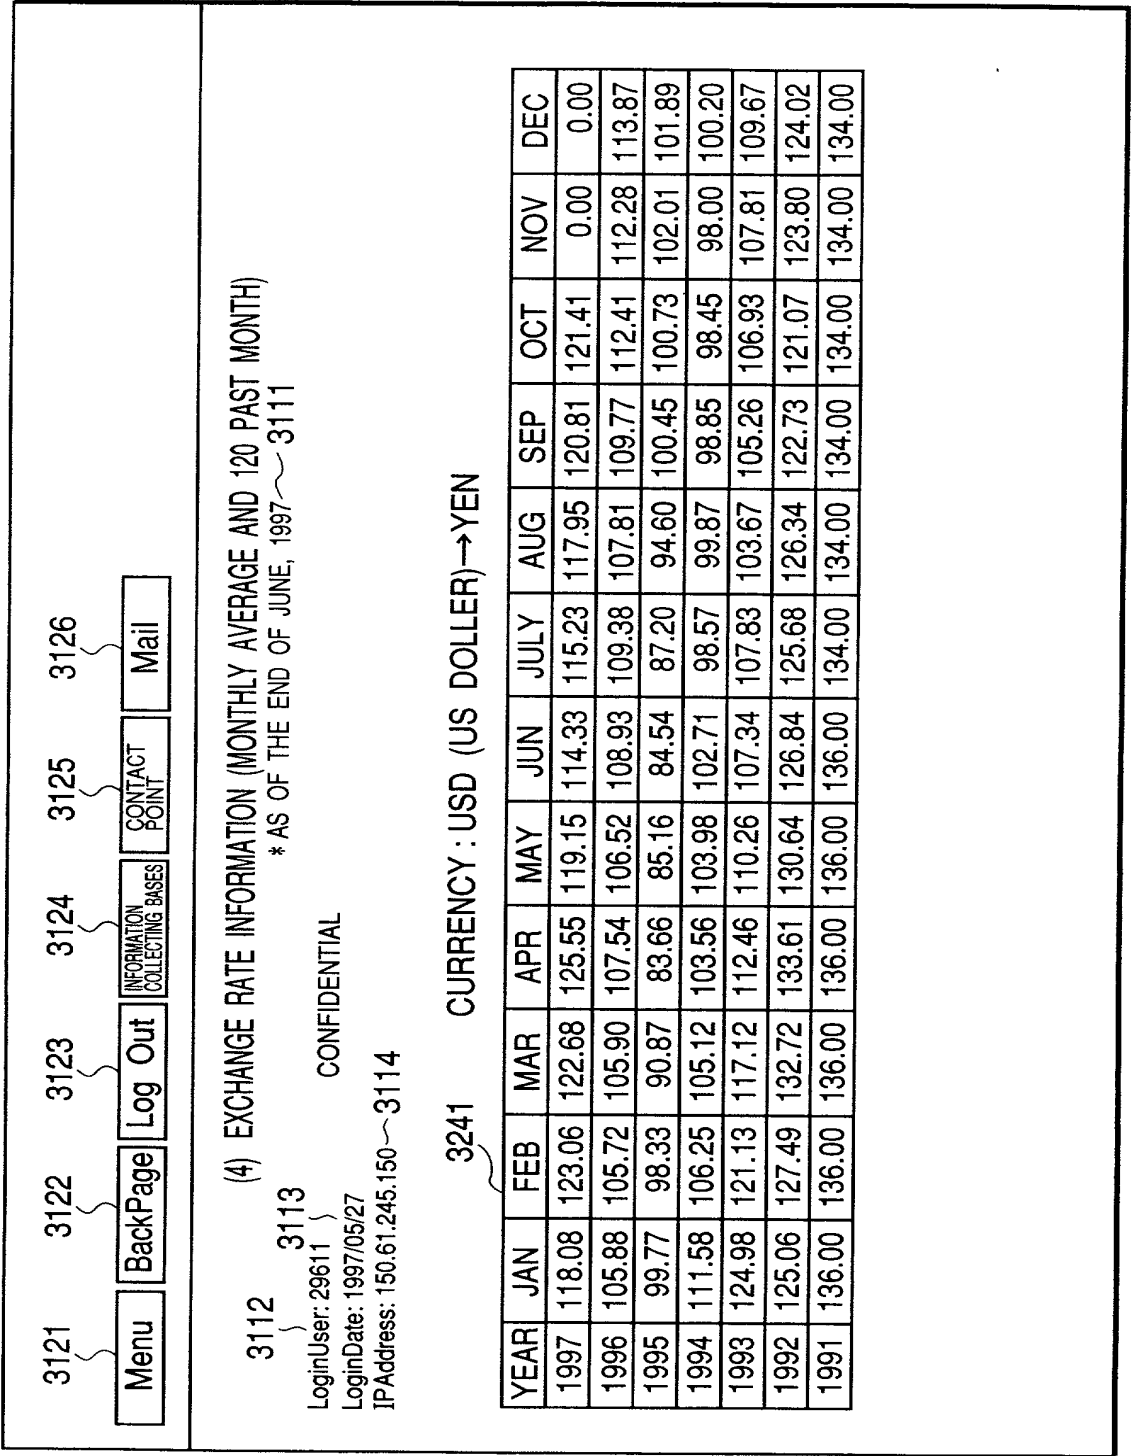 3121 3122 3123 3124 3125 3126
Menu BackPage Log Out INFORMATION COLLECTING BASES CONTACT POINT Mail
(4) EXCHANGE RATE INFORMATION (MONTHLY AVERAGE AND 120 PAST MONTH)
* AS OF THE END OF JUNE, 1997 3111
3112
3113
LoginUser: 29611
CONFIDENTIAL
LoginDate: 1997/05/27
IPAddress: 150.61.245.150 3114
3241
CURRENCY : USD (US DOLLER)→YEN
YEAR JAN FEB MAR APR MAY JUN JULY AUG SEP OCT NOV DEC
1997 118.08 123.06 122.68 125.55 119.15 114.33 115.23 117.95 120.81 121.41 0.00 0.00
1996 105.88 105.72 105.90 107.54 106.52 108.93 109.38 107.81 109.77 112.41 112.28 113.87
1995 99.77 98.33 90.87 83.66 85.16 84.54 87.20 94.60 100.45 100.73 102.01 101.89
1994 111.58 106.25 105.12 103.56 103.98 102.71 98.57 99.87 98.85 98.45 98.00 100.20
1993 124.98 121.13 117.12 112.46 110.26 107.34 107.83 103.67 105.26 106.93 107.81 109.67
1992 125.06 127.49 132.72 133.61 130.64 126.84 125.68 126.34 122.73 121.07 123.80 124.02
1991 136.00 136.00 136.00 136.00 136.00 136.00 134.00 134.00 134.00 134.00 134.00 134.00